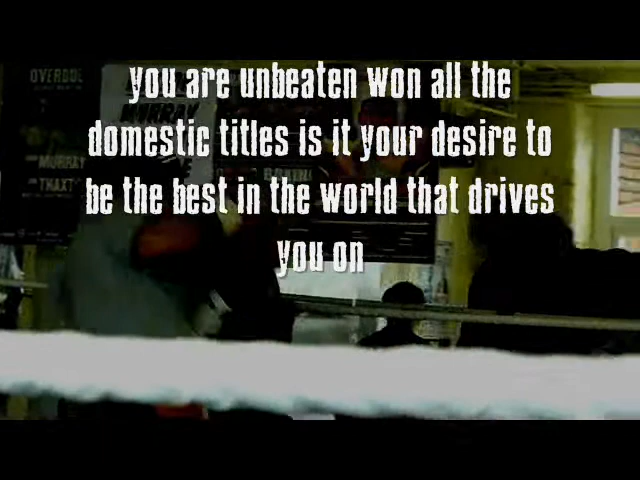 you are unbeaten won all the
domestic titles is it your desire to
be the best in the world that drives
you on
OVERDOSE
MURRAY
MURRAY
THAXT